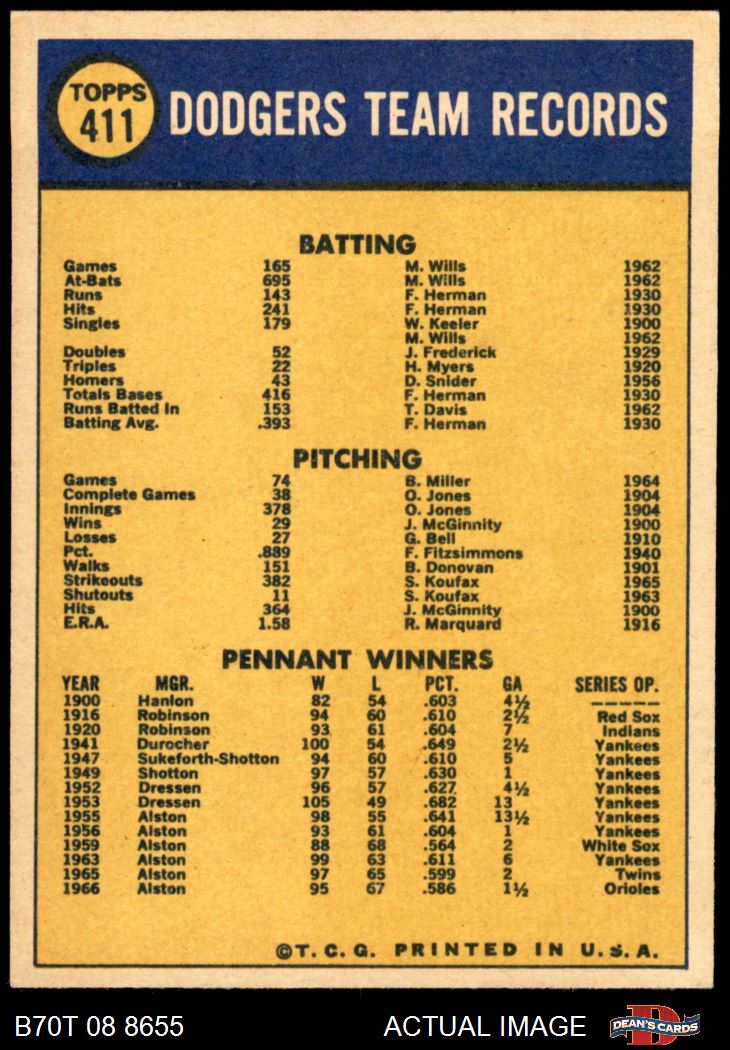 TOPPS
411
DODGERS TEAM RECORDS
BATTING
Games 165 M. Wills 1962
At-Bats 695 M. Wills 1962
Runs 143 F. Herman 1930
Hits 241 F. Herman 1930
Singles 179 W. Keeler 1900
M. Wills 1962
Doubles 52 J. Frederick 1929
Triples 22 H. Myers 1920
Homers 43 D. Snider 1956
Totals Bases 416 F. Herman 1930
Runs Batted In 153 T. Davis 1962
Batting Avg. .393 F. Herman 1930
PITCHING
Games 74 B. Miller 1964
Complete Games 38 O. Jones 1904
Innings 378 O. Jones 1904
Wins 29 J. McGinnity 1900
Losses 27 G. Bell 1910
Pct. .889 F. Fitzsimmons 1940
Walks 151 B. Donovan 1901
Strikeouts 382 S. Koufax 1965
Shutouts 11 S. Koufax 1963
Hits 364 J. McGinnity 1900
E.R.A. 1.58 R. Marquard 1916
PENNANT WINNERS
YEAR MGR. W L PCT. GA SERIES OP.
1900 Hanlon 82 54 .603 4½ -----
1916 Robinson 94 60 .610 2½ Red Sox
1920 Robinson 93 61 .604 7 Indians
1941 Durocher 100 54 .649 2½ Yankees
1947 Sukeforth-Shotton 94 60 .610 5 Yankees
1949 Shotton 97 57 .630 1 Yankees
1952 Dressen 96 57 .627 4½ Yankees
1953 Dressen 105 49 .682 13 Yankees
1955 Alston 98 55 .641 13½ Yankees
1956 Alston 93 61 .604 1 Yankees
1959 Alston 88 68 .564 2 White Sox
1963 Alston 99 63 .611 6 Yankees
1965 Alston 97 65 .599 2 Twins
1966 Alston 95 67 .586 1½ Orioles
©T. C. G. PRINTED IN U. S. A.
B70T 08 8655 ACTUAL IMAGE
DEAN'S CARDS